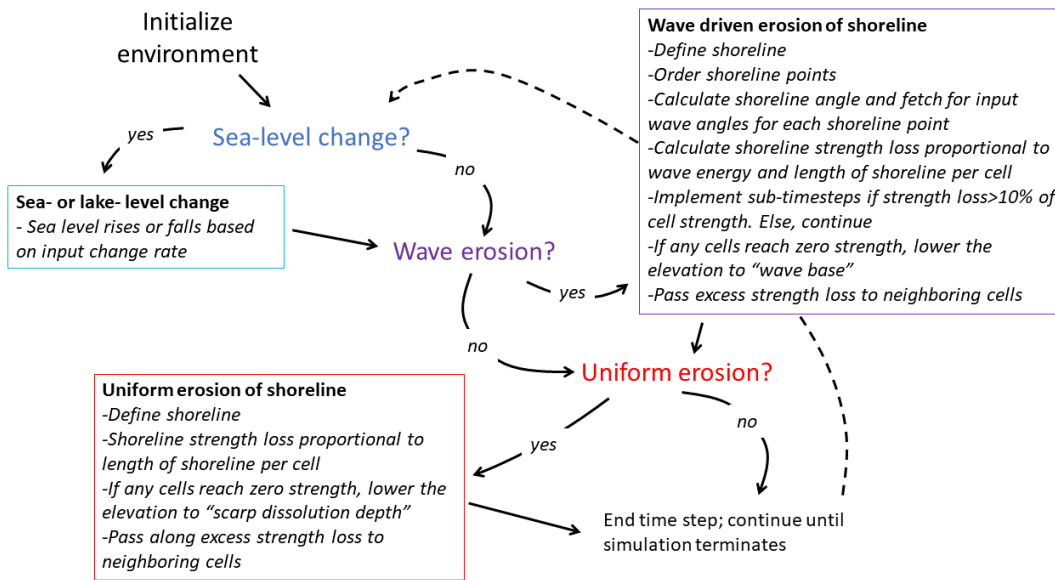 Initialize
environment
Sea-level change?
yes
no
Sea- or lake- level change
- Sea level rises or falls based
on input change rate
Wave erosion?
yes
no
Wave driven erosion of shoreline
-Define shoreline
-Order shoreline points
-Calculate shoreline angle and fetch for input
wave angles for each shoreline point
-Calculate shoreline strength loss proportional to
wave energy and length of shoreline per cell
-Implement sub-timesteps if strength loss>10% of
cell strength. Else, continue
-If any cells reach zero strength, lower the
elevation to “wave base”
-Pass excess strength loss to neighboring cells
Uniform erosion?
yes
no
Uniform erosion of shoreline
-Define shoreline
-Shoreline strength loss proportional to
length of shoreline per cell
-If any cells reach zero strength, lower the
elevation to “scarp dissolution depth”
-Pass along excess strength loss to
neighboring cells
End time step; continue until
simulation terminates